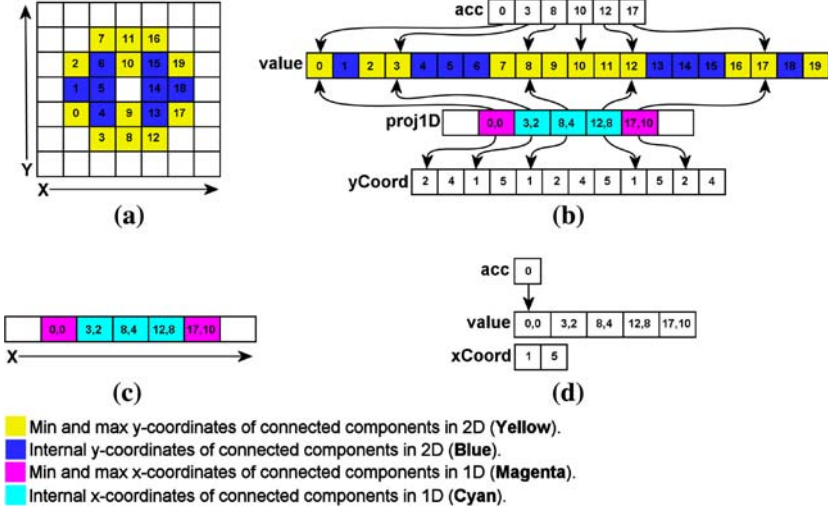 7 11 16
2 6 10 15 19
1 5 14 18
0 4 9 13 17
3 8 12
Y
X
(a)
acc 0 3 8 10 12 17
value 0 1 2 3 4 5 6 7 8 9 10 11 12 13 14 15 16 17 18 19
proj1D 0,0 3,2 8,4 12,8 17,10
yCoord 2 4 1 5 1 2 4 5 1 5 2 4
(b)
0,0 3,2 8,4 12,8 17,10
X
(c)
acc 0
value 0,0 3,2 8,4 12,8 17,10
xCoord 1 5
(d)
Min and max y-coordinates of connected components in 2D (Yellow).
Internal y-coordinates of connected components in 2D (Blue).
Min and max x-coordinates of connected components in 1D (Magenta).
Internal x-coordinates of connected components in 1D (Cyan).